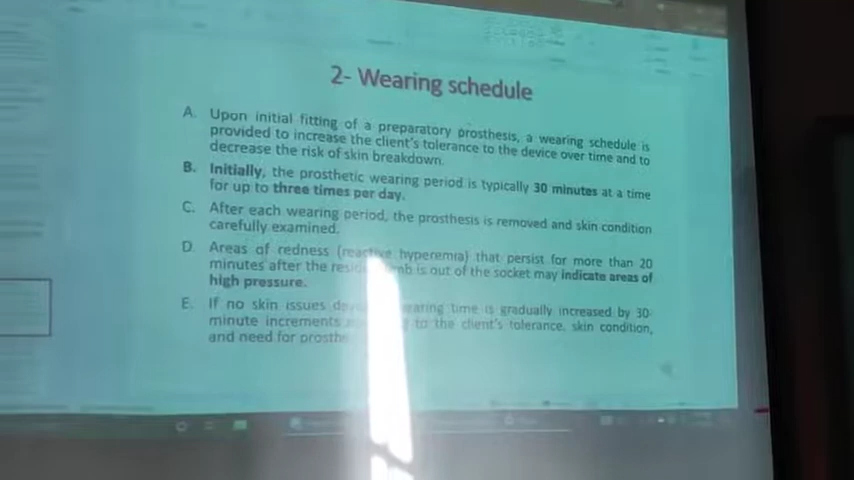 2- Wearing schedule
A. Upon initial fitting of a preparatory prosthesis, a wearing schedule is
provided to increase the client's tolerance to the device over time and to
decrease the risk of skin breakdown.
B. Initially, the prosthetic wearing period is typically 30 minutes at a time
for up to three times per day.
C. After each wearing period, the prosthesis is removed and skin condition
carefully examined.
D. Areas of redness (reactive hyperemia) that persist for more than 20
minutes after the is out of the socket may indicate areas of
high pressure.
E. If no skin issues wearing time is gradually increased by 30
minute increments to the client's tolerance, skin condition,
and need for